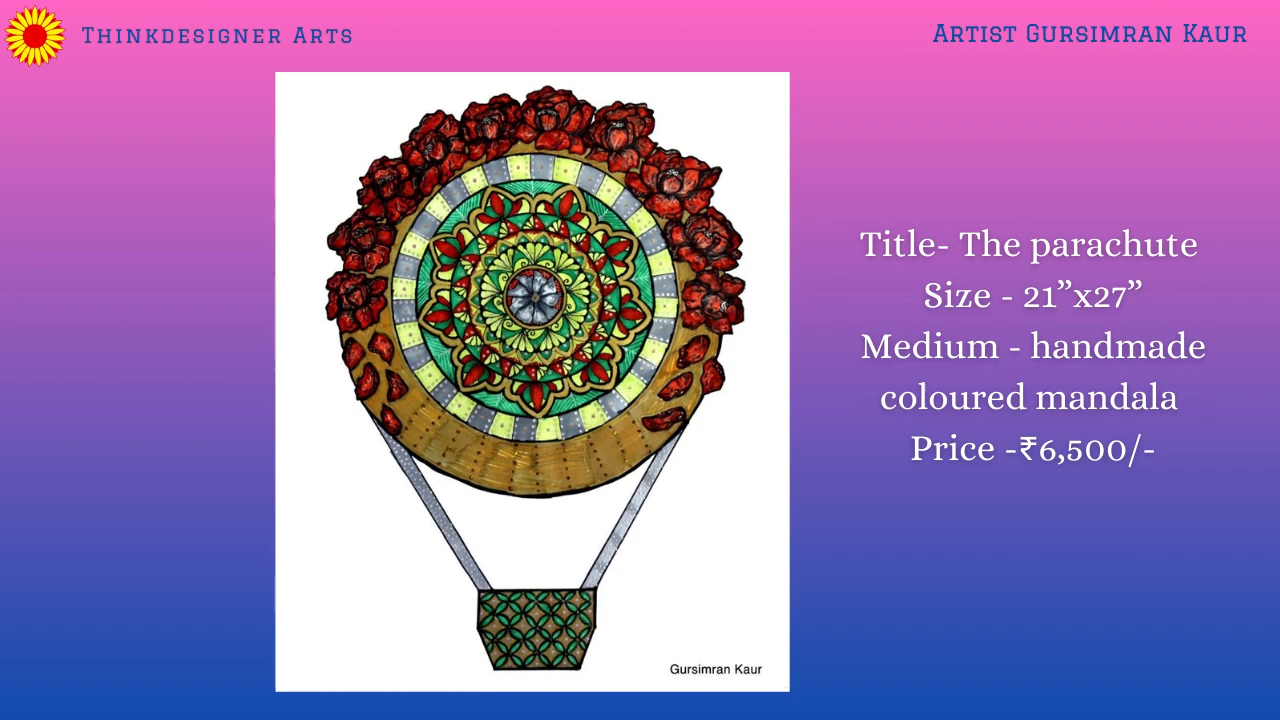 Thinkdesigner Arts
Artist Gursimran Kaur
Title- The parachute
Size - 21”x27”
Medium - handmade
coloured mandala
Price -₹6,500/-
Gursimran Kaur